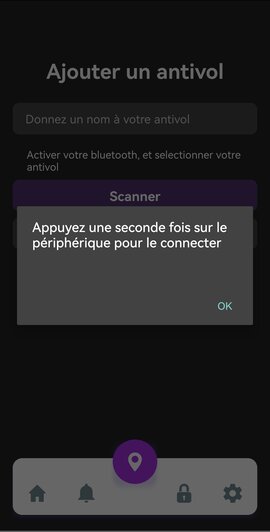 Ajouter un antivol
Donnez un nom à votre antivol
Activer votre bluetooth, et selectionner votre
antivol
Scanner
Appuyez une seconde fois sur le
périphérique pour le connecter
OK